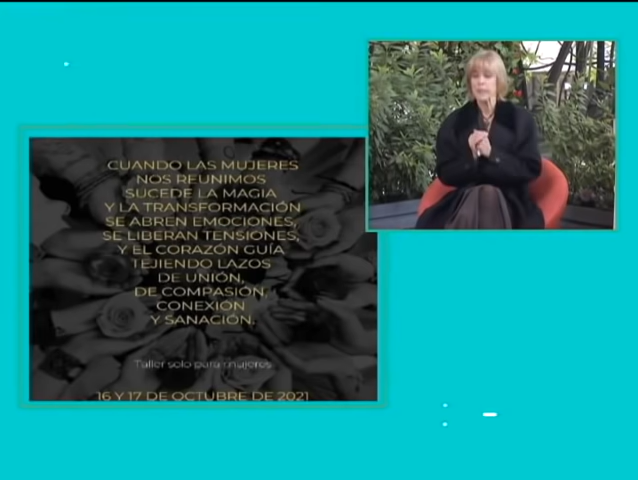 CUANDO LAS MUJERES
NOS REUNIMOS
SUCEDE LA MAGIA
Y LA TRANSFORMACIÓN
SE ABREN EMOCIONES,
SE LIBERAN TENSIONES,
Y EL CORAZÓN GUÍA
TEJIENDO LAZOS
DE UNIÓN,
DE COMPASIÓN,
CONEXIÓN
Y SANACIÓN.
Taller solo para mujeres
16 Y 17 DE OCTUBRE DE 2021